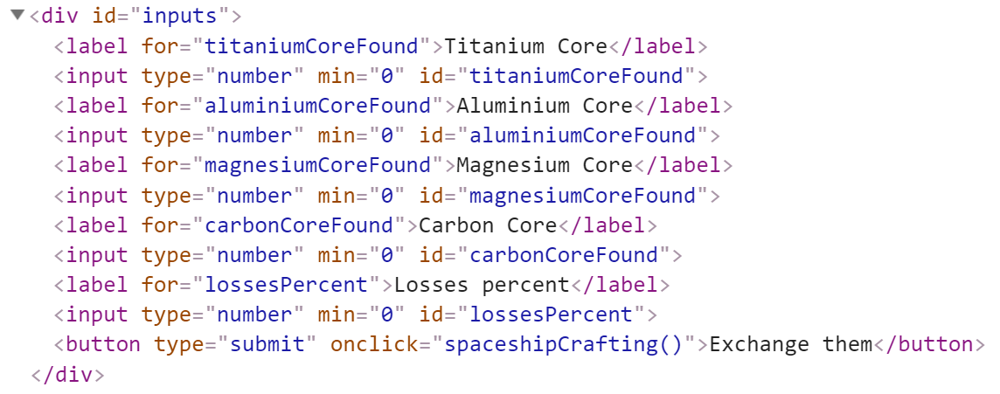 <div id="inputs">
<label for="titaniumCoreFound">Titanium Core</label>
<input type="number" min="0" id="titaniumCoreFound">
<label for="aluminiumCoreFound">Aluminium Core</label>
<input type="number" min="0" id="aluminiumCoreFound">
<label for="magnesiumCoreFound">Magnesium Core</label>
<input type="number" min="0" id="magnesiumCoreFound">
<label for="carbonCoreFound">Carbon Core</label>
<input type="number" min="0" id="carbonCoreFound">
<label for="lossesPercent">Losses percent</label>
<input type="number" min="0" id="lossesPercent">
<button type="submit" onclick="spaceshipCrafting()">Exchange them</button>
</div>